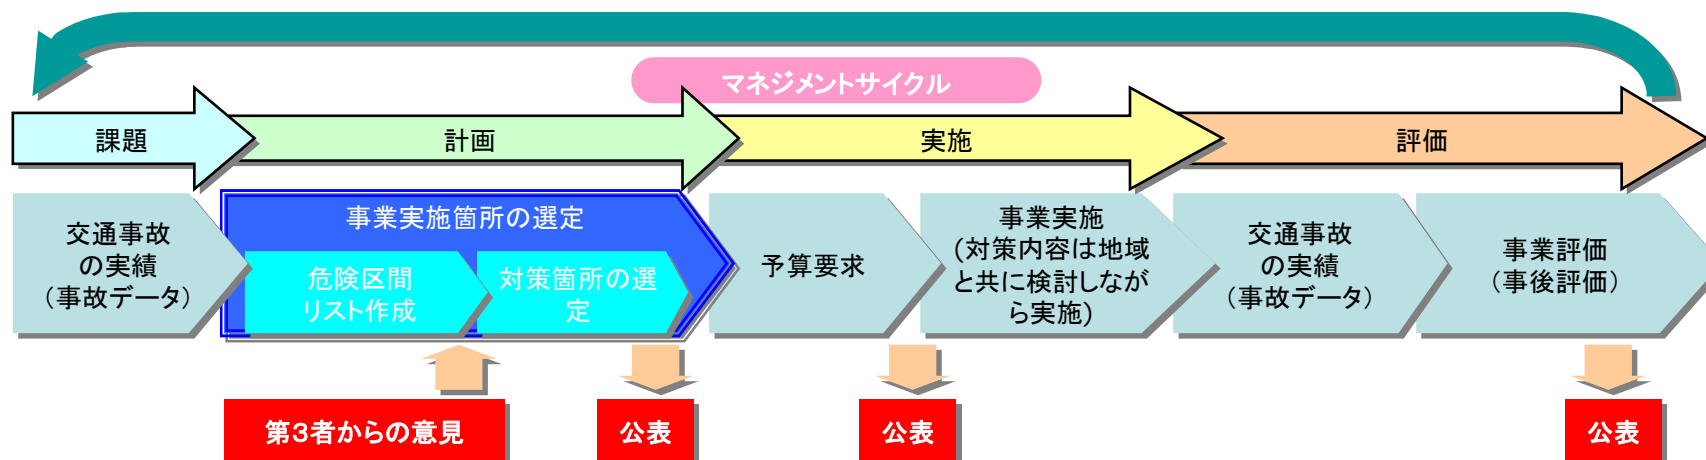 マネジメントサイクル
課題
計画
実施
評価
交通事故
の実績
（事故データ）
事業実施箇所の選定
危険区間
リスト作成
対策箇所の選
定
予算要求
事業実施
(対策内容は地域
と共に検討しなが
ら実施)
交通事故
の実績
（事故データ）
事業評価
（事後評価）
第３者からの意見
公表
公表
公表